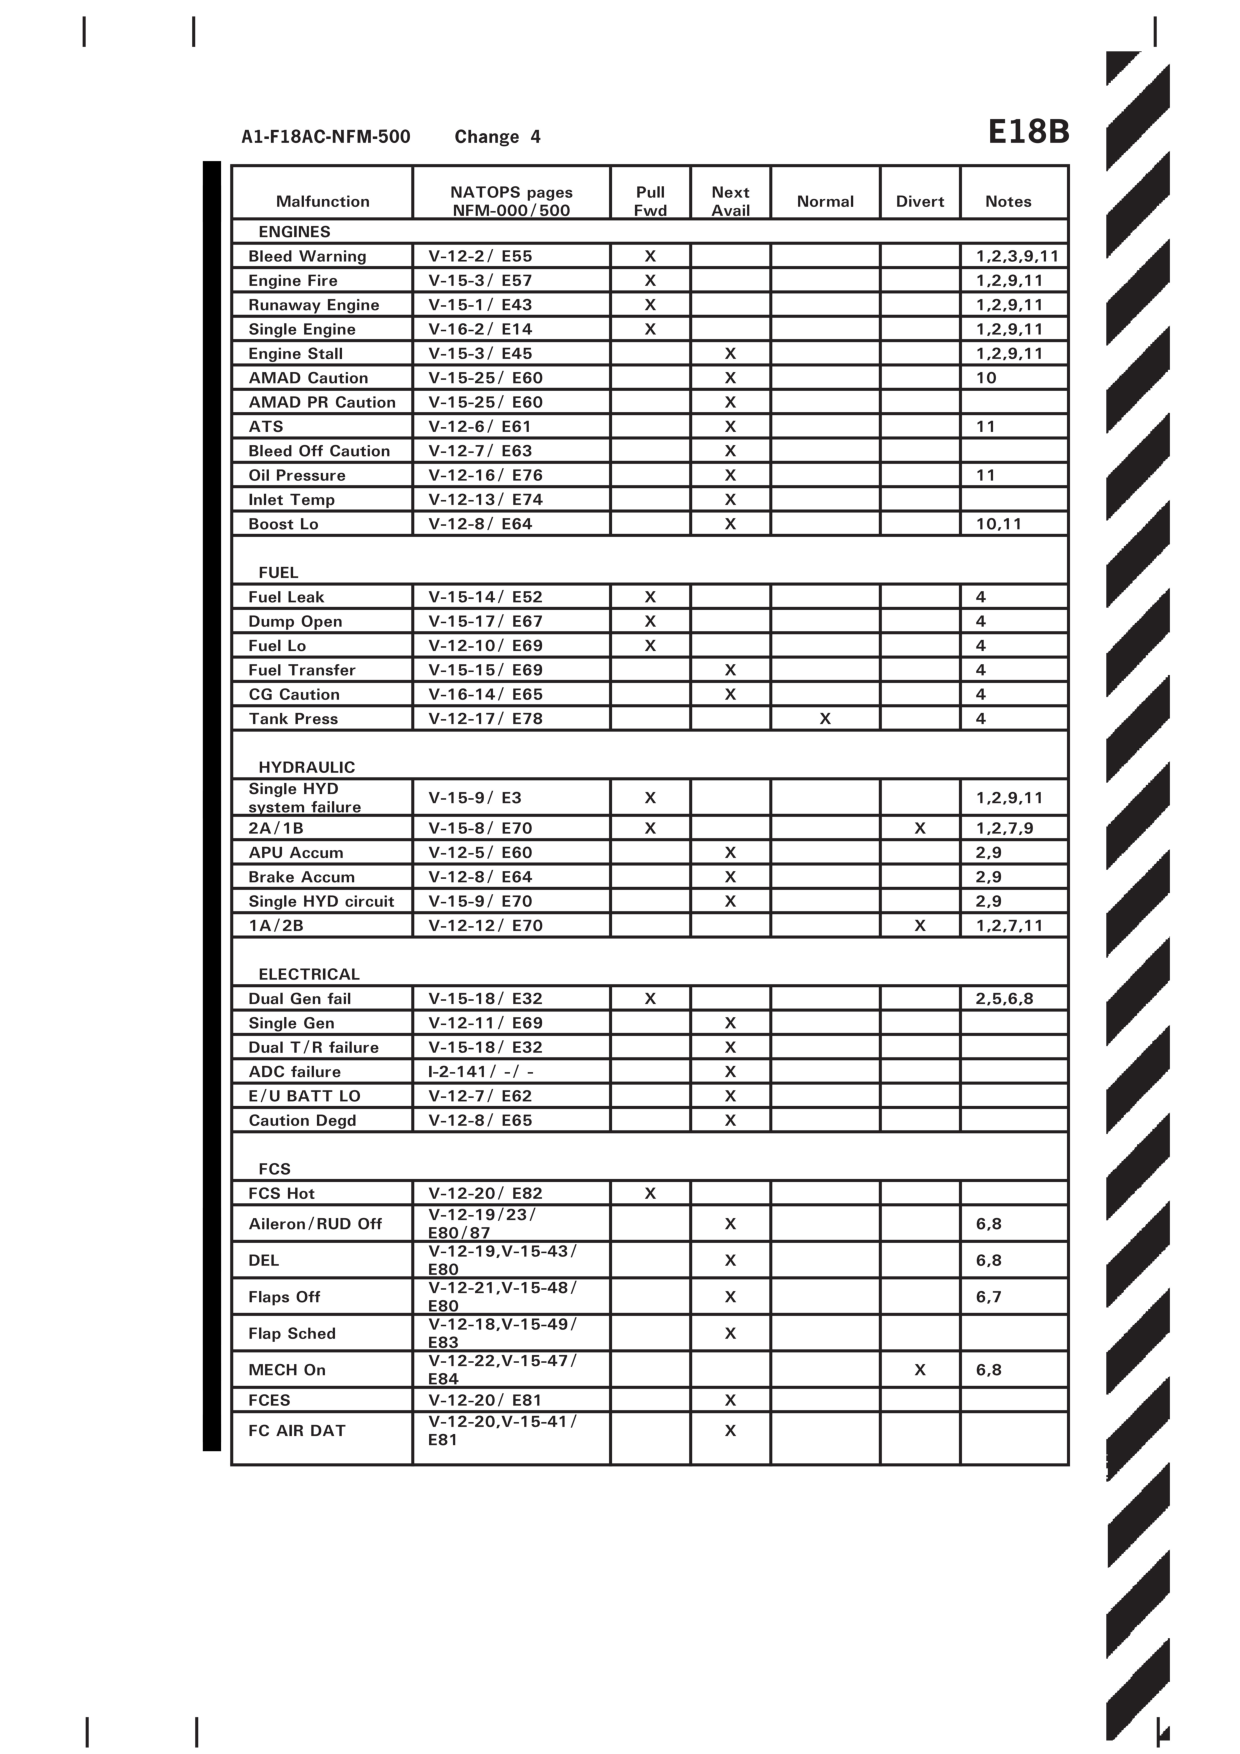 A1-F18AC-NFM-500 Change 4 E18B
Malfunction NATOPS pages NFM-000/500 Pull Fwd Next Avail Normal Divert Notes
ENGINES
Bleed Warning V-12-2/ E55 X 1,2,3,9,11
Engine Fire V-15-3/ E57 X 1,2,9,11
Runaway Engine V-15-1/ E43 X 1,2,9,11
Single Engine V-16-2/ E14 X 1,2,9,11
Engine Stall V-15-3/ E45 X 1,2,9,11
AMAD Caution V-15-25/ E60 X 10
AMAD PR Caution V-15-25/ E60 X
ATS V-12-6/ E61 X 11
Bleed Off Caution V-12-7/ E63 X
Oil Pressure V-12-16/ E76 X 11
Inlet Temp V-12-13/ E74 X
Boost Lo V-12-8/ E64 X 10,11
FUEL
Fuel Leak V-15-14/ E52 X 4
Dump Open V-15-17/ E67 X 4
Fuel Lo V-12-10/ E69 X 4
Fuel Transfer V-15-15/ E69 X 4
CG Caution V-16-14/ E65 X 4
Tank Press V-12-17/ E78 X 4
HYDRAULIC
Single HYD system failure V-15-9/ E3 X 1,2,9,11
2A/1B V-15-8/ E70 X X 1,2,7,9
APU Accum V-12-5/ E60 X 2,9
Brake Accum V-12-8/ E64 X 2,9
Single HYD circuit V-15-9/ E70 X 2,9
1A/2B V-12-12/ E70 X 1,2,7,11
ELECTRICAL
Dual Gen fail V-15-18/ E32 X 2,5,6,8
Single Gen V-12-11/ E69 X
Dual T/R failure V-15-18/ E32 X
ADC failure I-2-141/ -/ - X
E/U BATT LO V-12-7/ E62 X
Caution Degd V-12-8/ E65 X
FCS
FCS Hot V-12-20/ E82 X
Aileron/RUD Off V-12-19/23/ E80/87 X 6,8
DEL V-12-19,V-15-43/ E80 X 6,8
Flaps Off V-12-21,V-15-48/ E80 X 6,7
Flap Sched V-12-18,V-15-49/ E83 X
MECH On V-12-22,V-15-47/ E84 X 6,8
FCES V-12-20/ E81 X
FC AIR DAT V-12-20,V-15-41/ E81 X